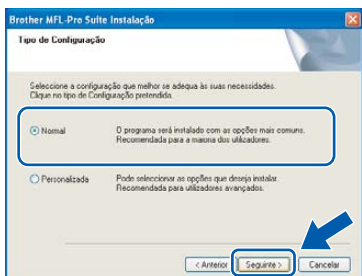 Brother MFL-Pro Suite Instalação
Tipo de Configuração
Seleccione a configuração que melhor se adequa às suas necessidades.
Clique no tipo de Configuração pretendida.
Normal
O programa será instalado com as opções mais comuns.
Recomendada para a maioria dos utilizadores.
Personalizada
Pode seleccionar as opções que deseja instalar.
Recomendada para utilizadores avançados.
< Anterior Seguinte > Cancelar